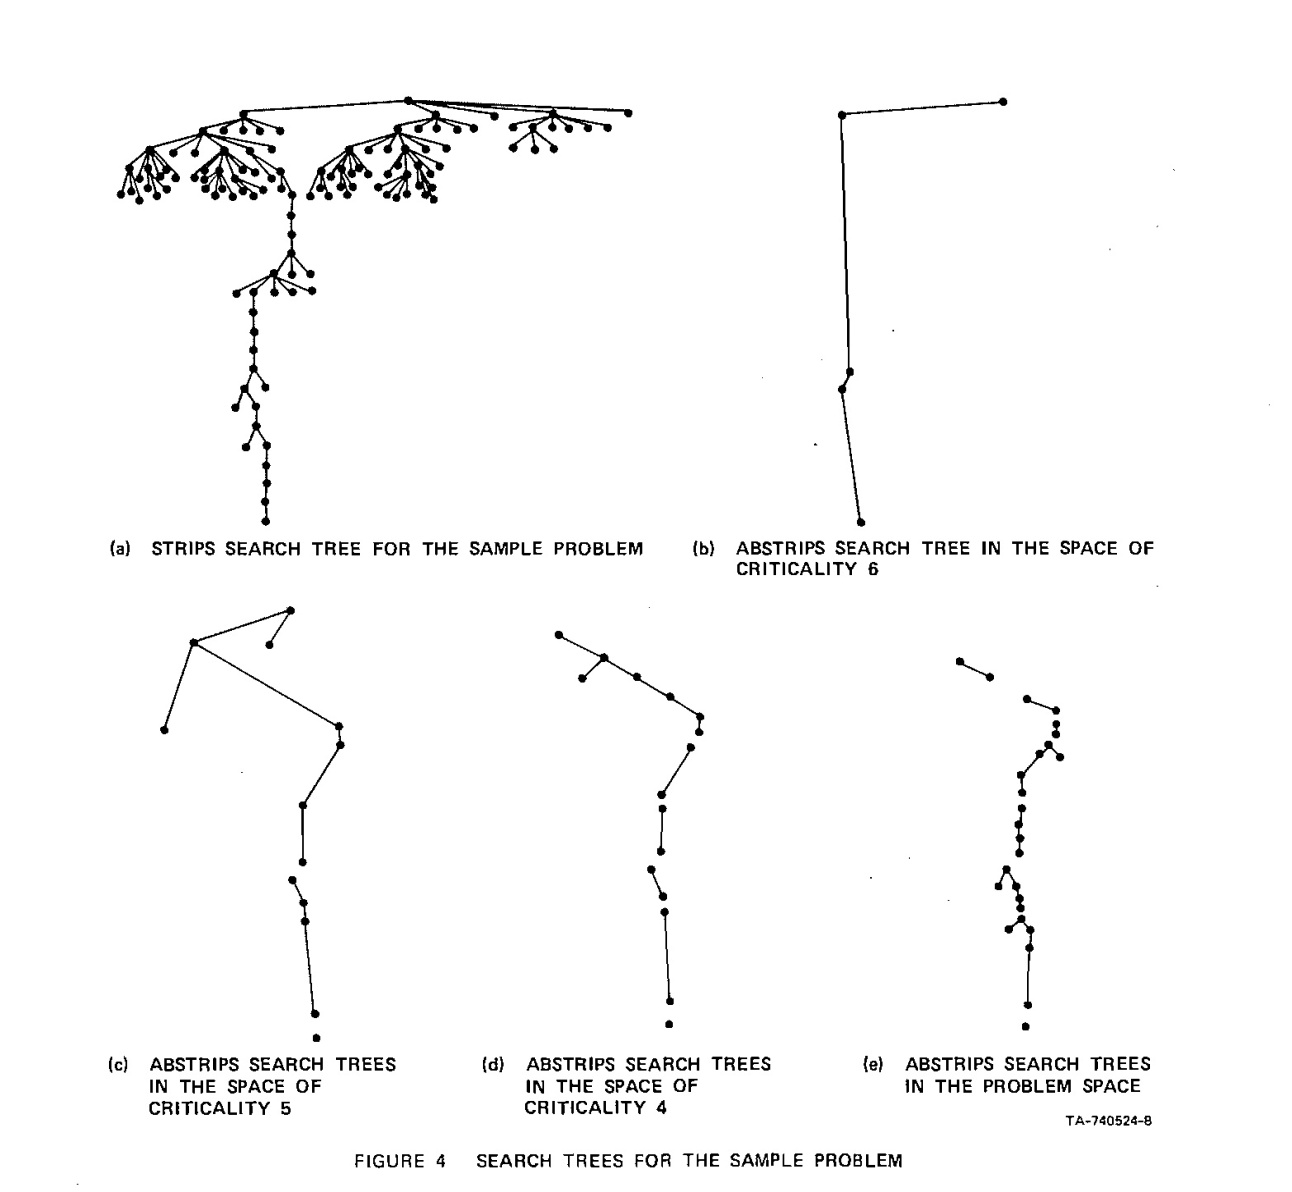 (a) STRIPS SEARCH TREE FOR THE SAMPLE PROBLEM
(b) ABSTRIPS SEARCH TREE IN THE SPACE OF
CRITICALITY 6
(c) ABSTRIPS SEARCH TREES
IN THE SPACE OF
CRITICALITY 5
(d) ABSTRIPS SEARCH TREES
IN THE SPACE OF
CRITICALITY 4
(e) ABSTRIPS SEARCH TREES
IN THE PROBLEM SPACE
TA-740524-8
FIGURE 4 SEARCH TREES FOR THE SAMPLE PROBLEM